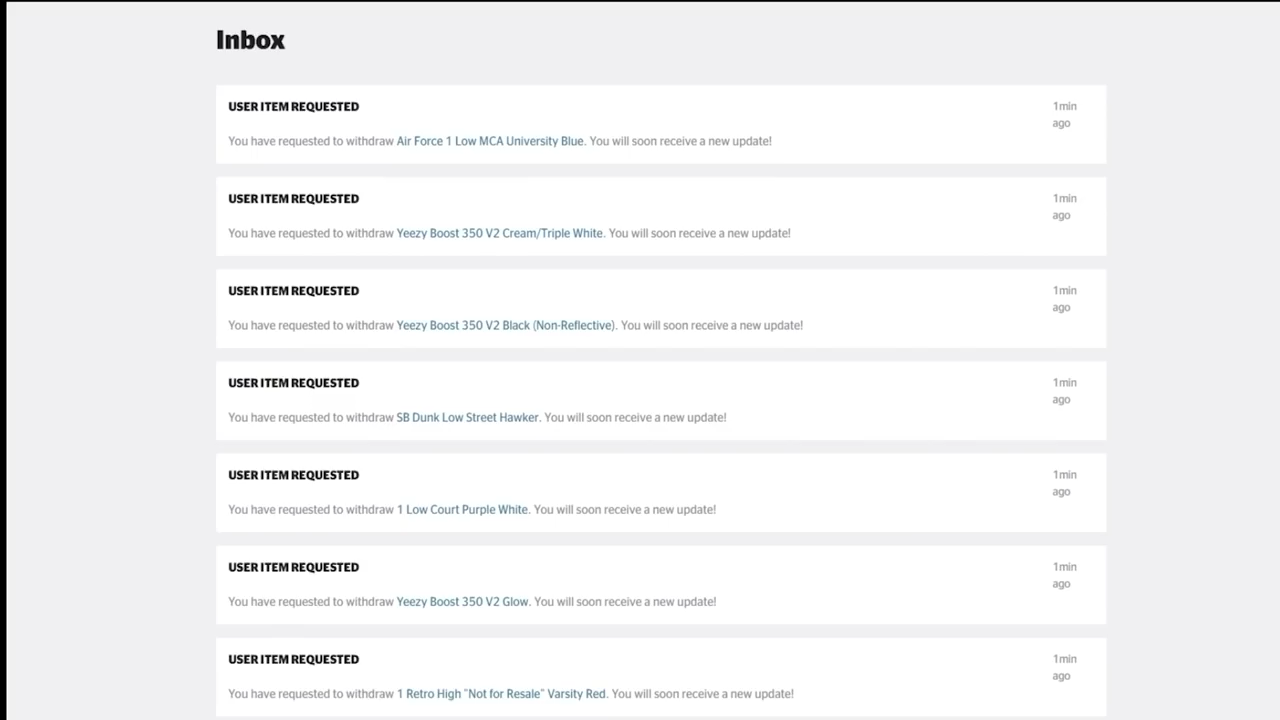 Inbox
USER ITEM REQUESTED
1min
ago
You have requested to withdraw Air Force 1 Low MCA University Blue. You will soon receive a new update!
USER ITEM REQUESTED
1min
ago
You have requested to withdraw Yeezy Boost 350 V2 Cream/Triple White. You will soon receive a new update!
USER ITEM REQUESTED
1min
ago
You have requested to withdraw Yeezy Boost 350 V2 Black (Non-Reflective). You will soon receive a new update!
USER ITEM REQUESTED
1min
ago
You have requested to withdraw SB Dunk Low Street Hawker. You will soon receive a new update!
USER ITEM REQUESTED
1min
ago
You have requested to withdraw 1 Low Court Purple White. You will soon receive a new update!
USER ITEM REQUESTED
1min
ago
You have requested to withdraw Yeezy Boost 350 V2 Glow. You will soon receive a new update!
USER ITEM REQUESTED
1min
ago
You have requested to withdraw 1 Retro High "Not for Resale" Varsity Red. You will soon receive a new update!